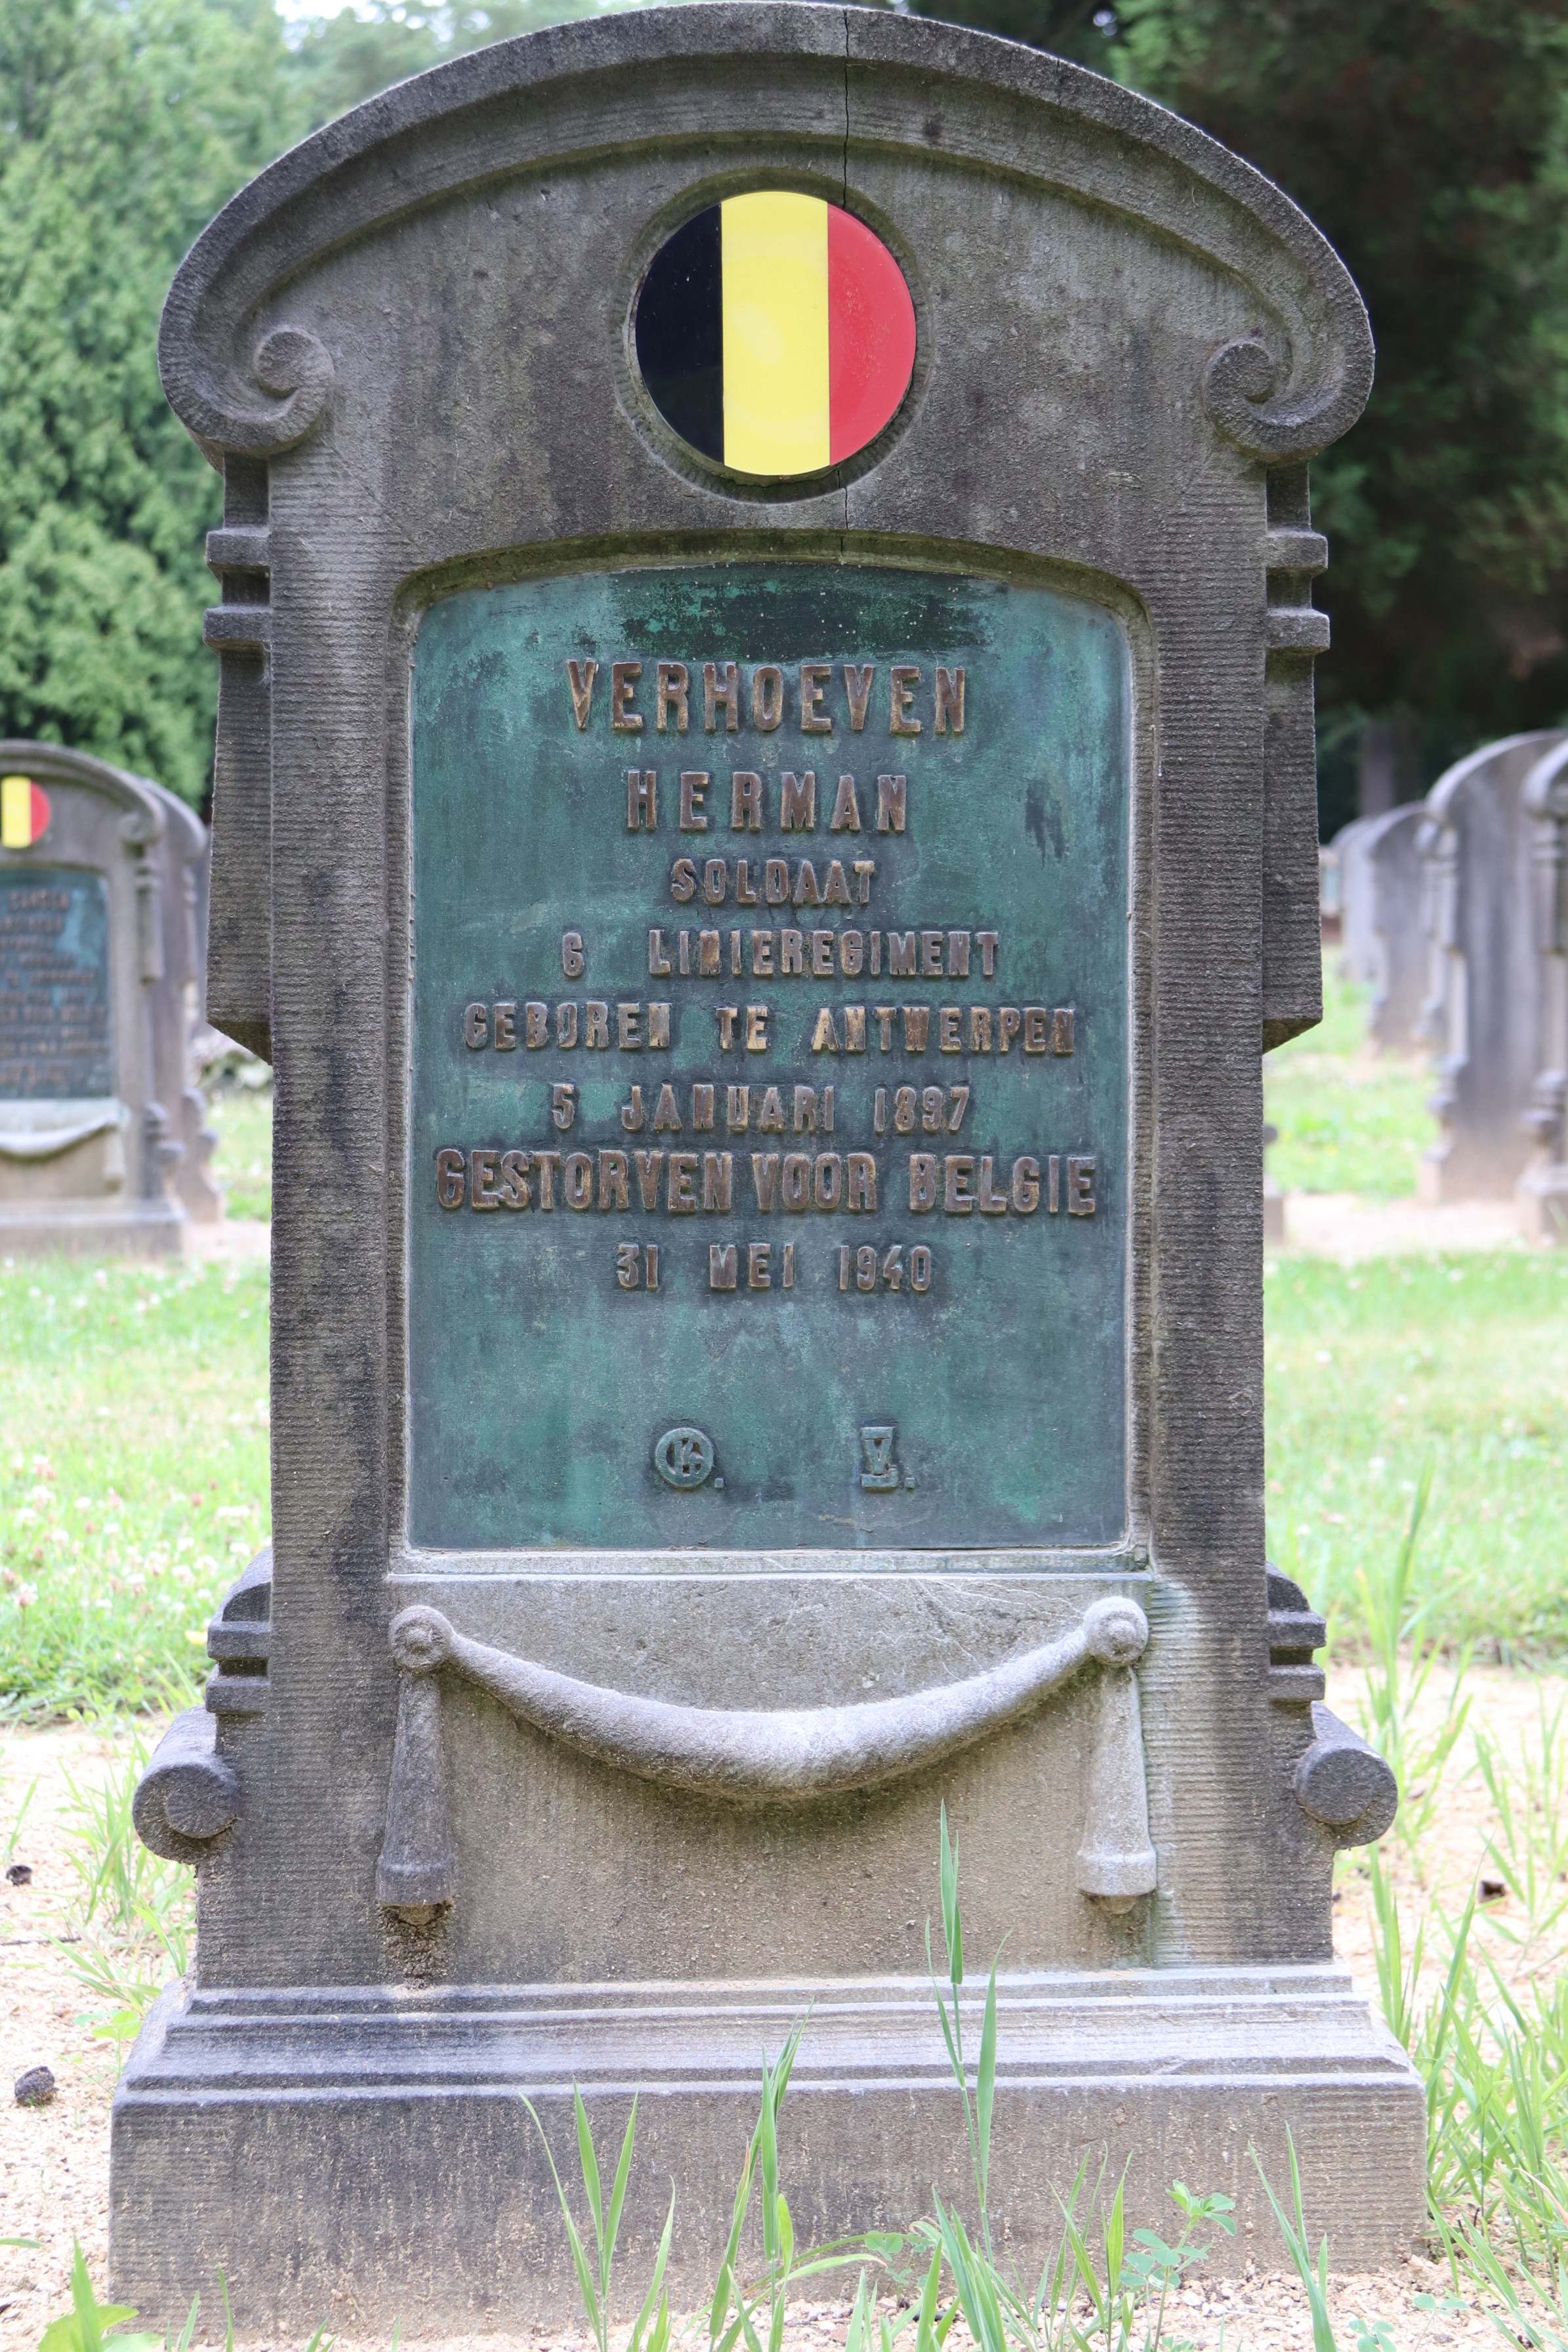 VERHOEVEN
HERMAN
SOLDAAT
6 LINIEREGIMENT
GEBOREN TE ANTWERPEN
5 JANUARI 1897
GESTORVEN VOOR BELGIE
31 MEI 1940
V.